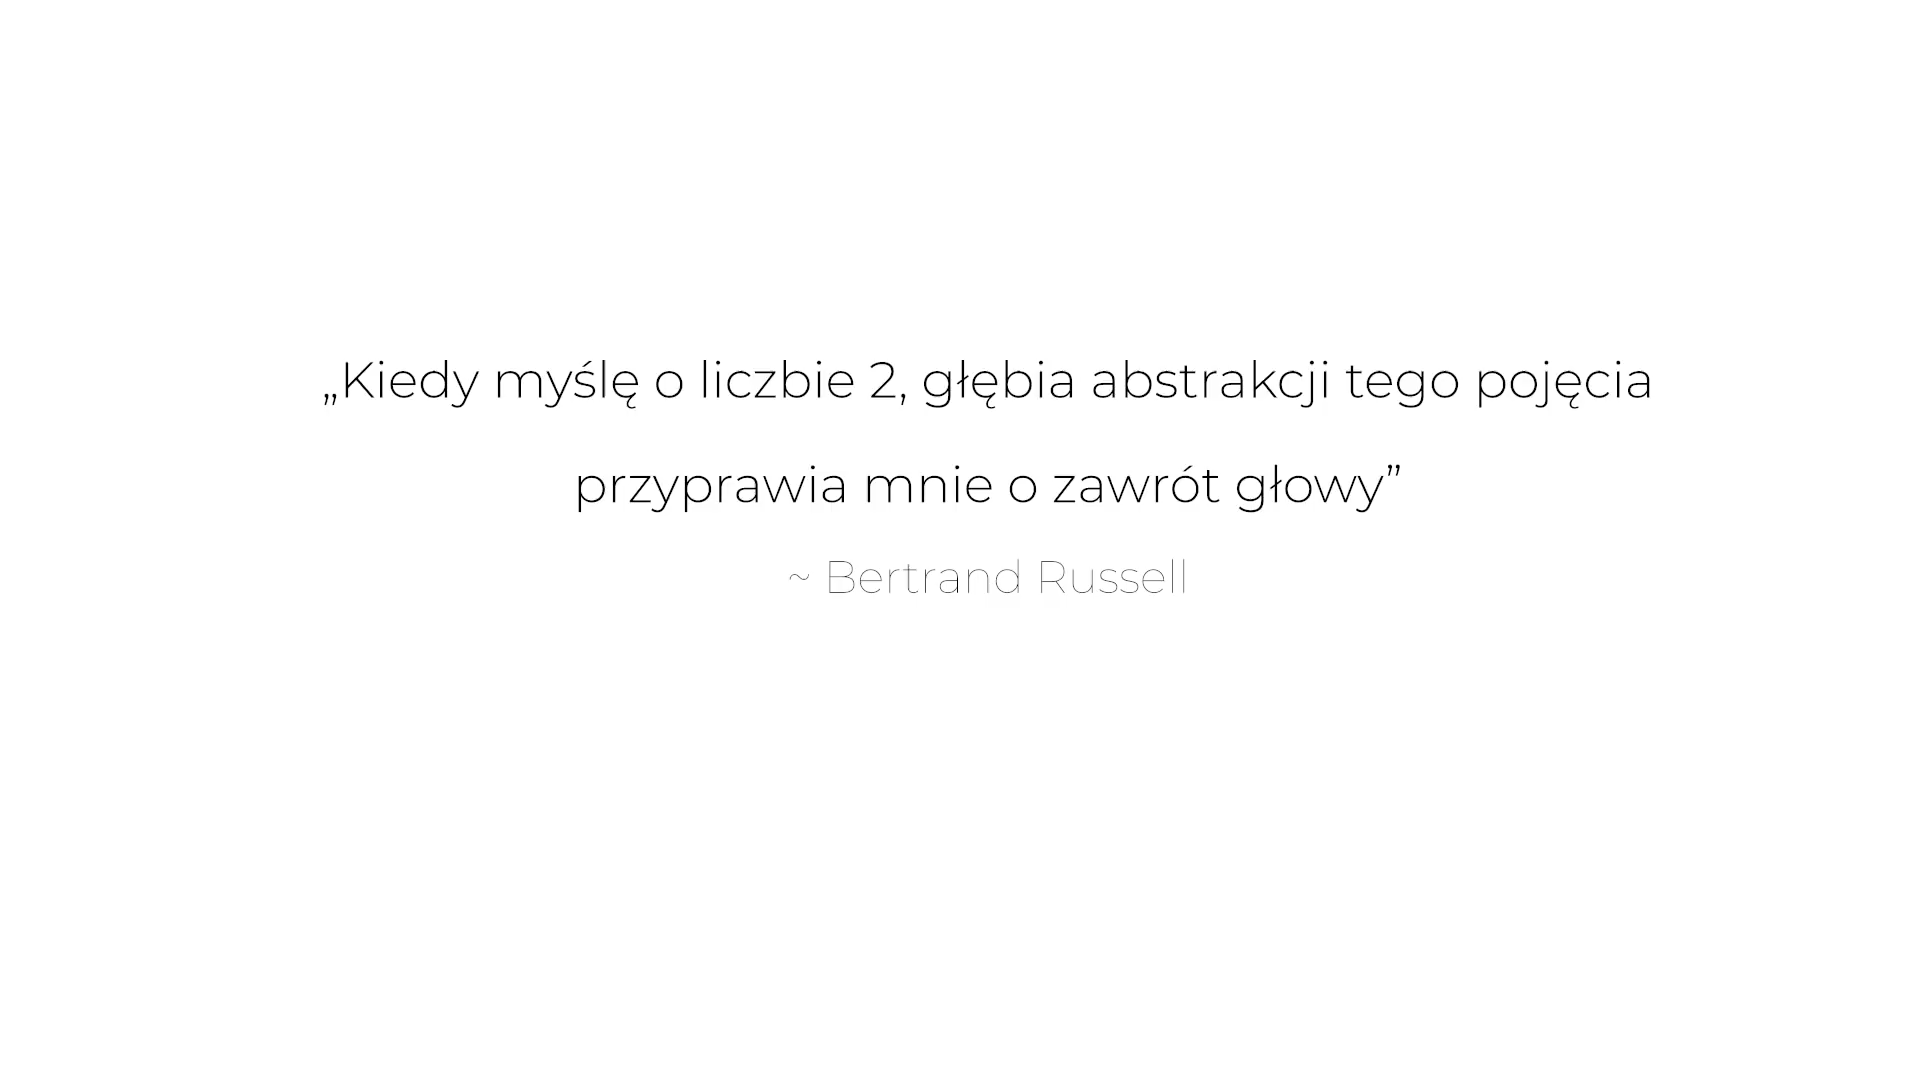 „Kiedy myślę o liczbie 2, głębia abstrakcji tego pojęcia
przyprawia mnie o zawrót głowy”
~ Bertrand Russell